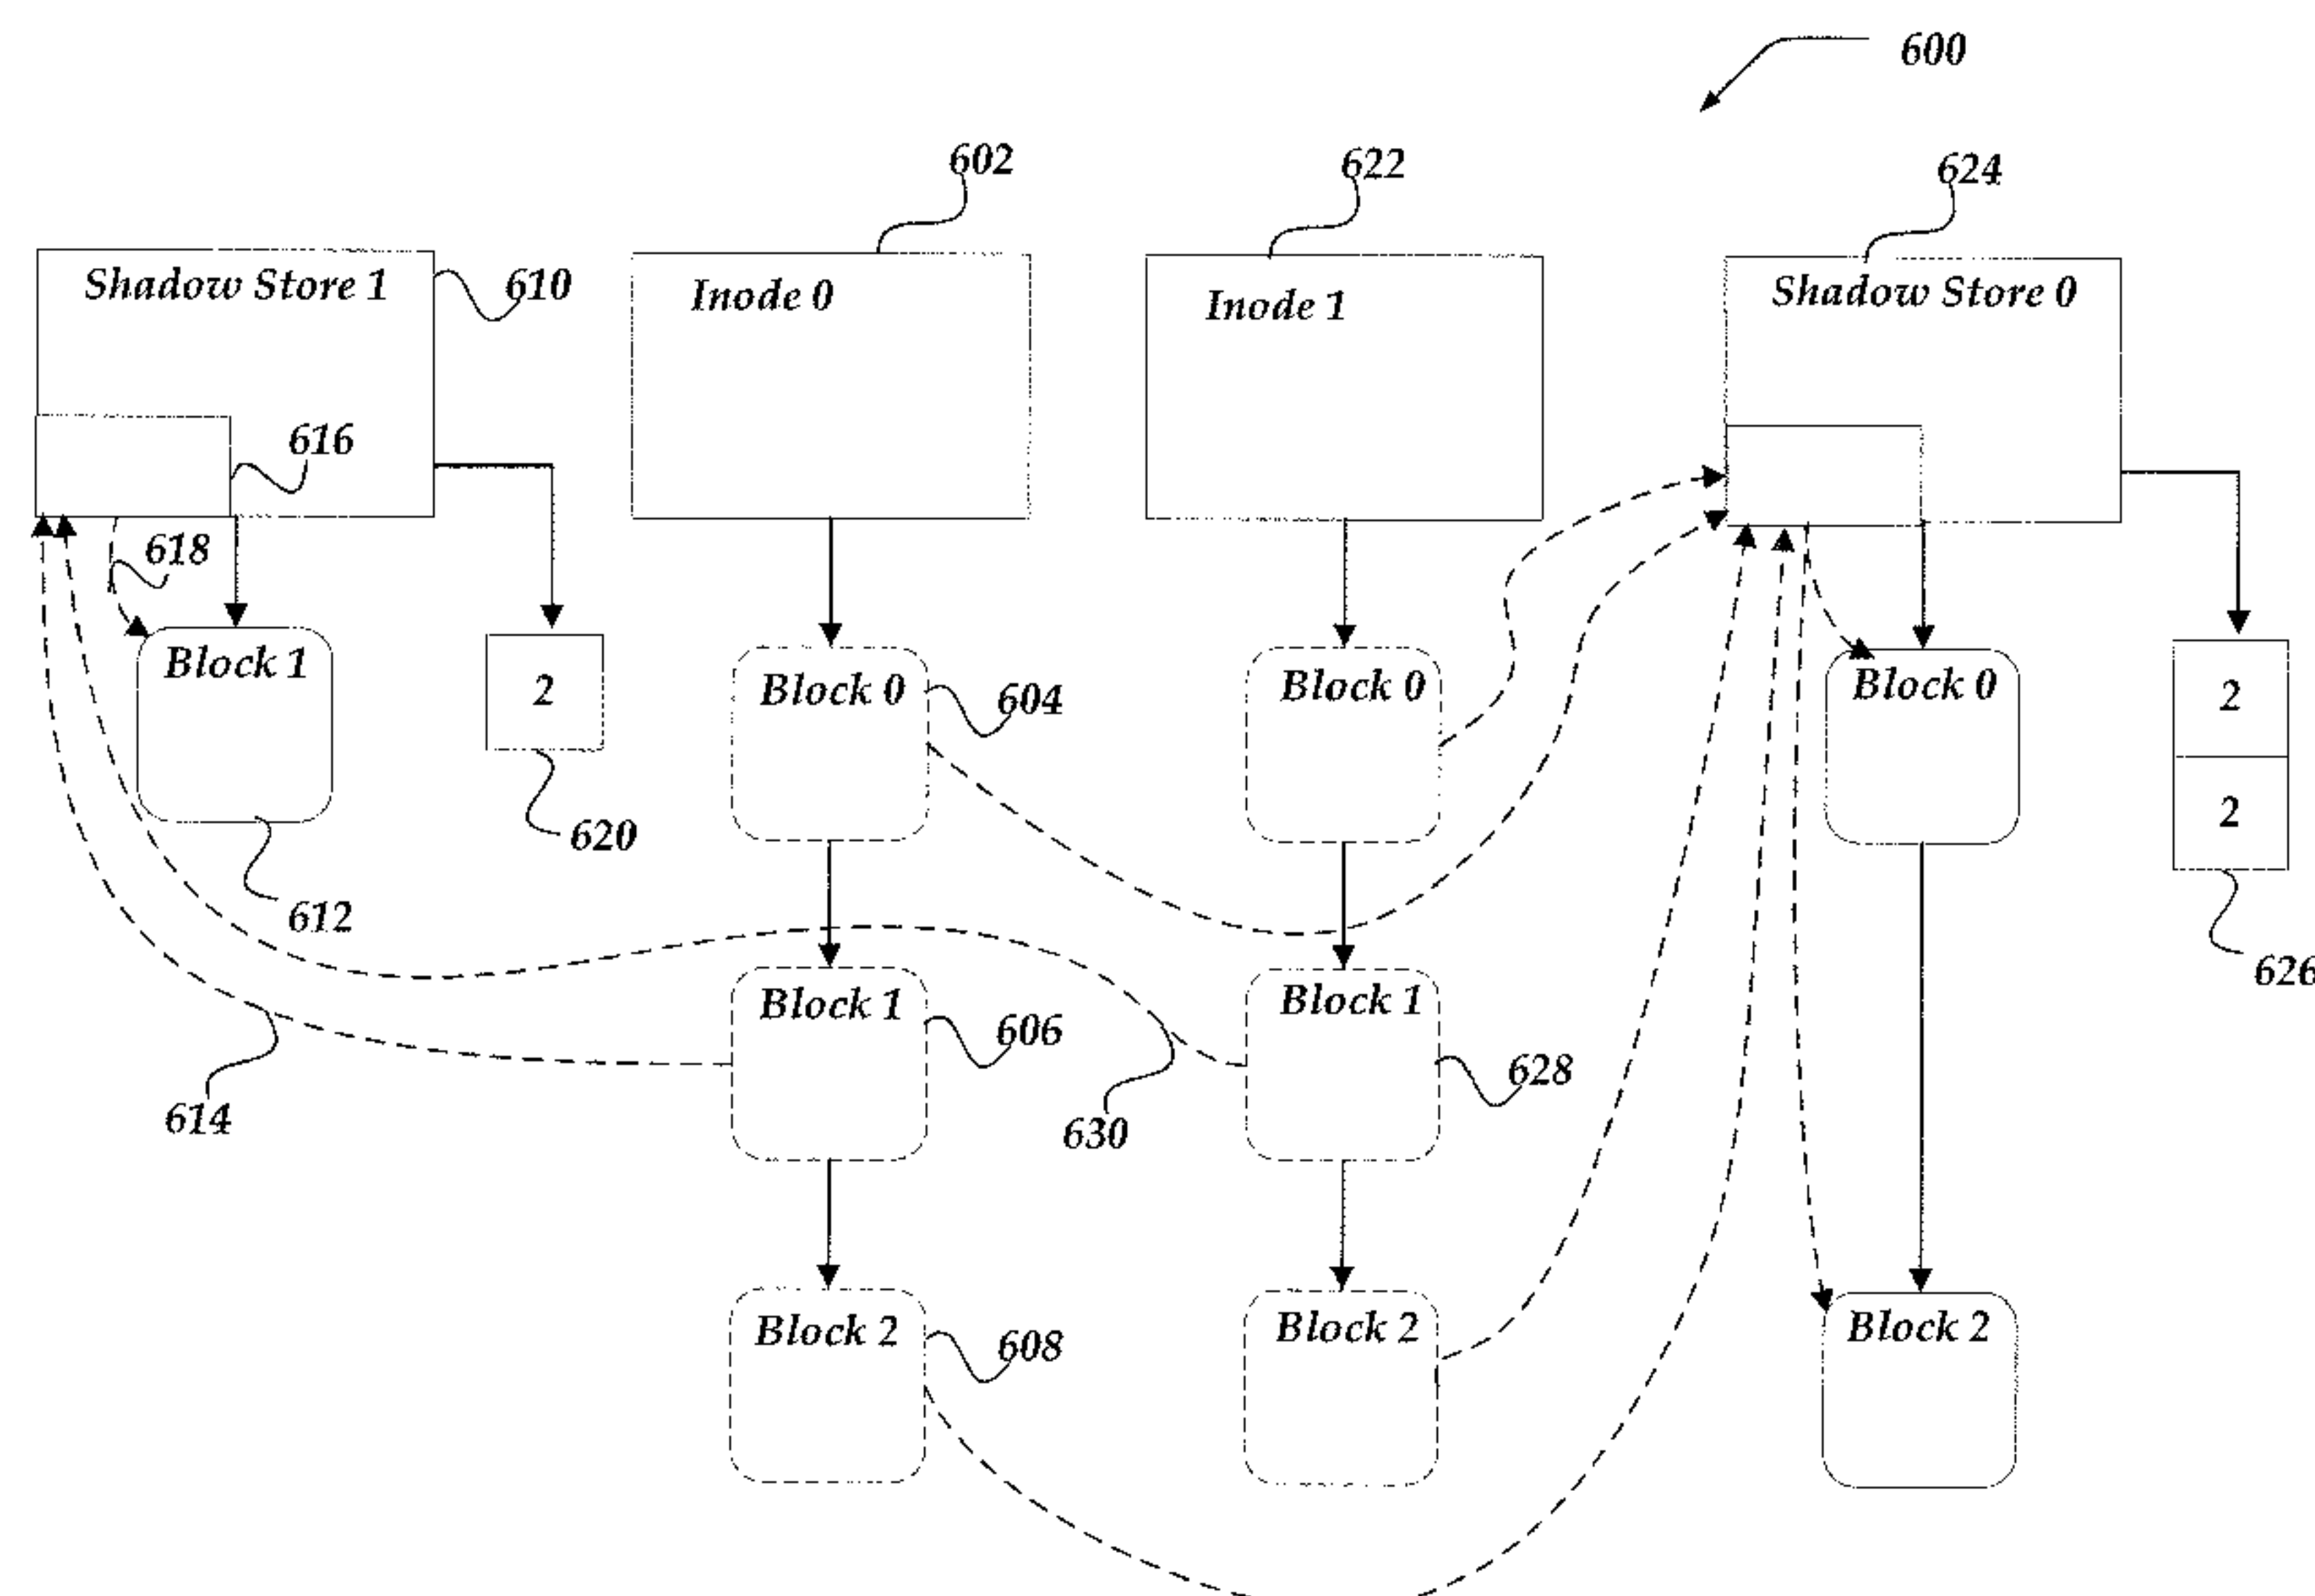 600
602
622
624
Shadow Store 1
610
Inode 0
Inode 1
Shadow Store 0
616
618
Block 1
2
Block 0
604
Block 0
Block 0
2
2
620
612
626
Block 1
606
Block 1
628
614
630
Block 2
608
Block 2
Block 2